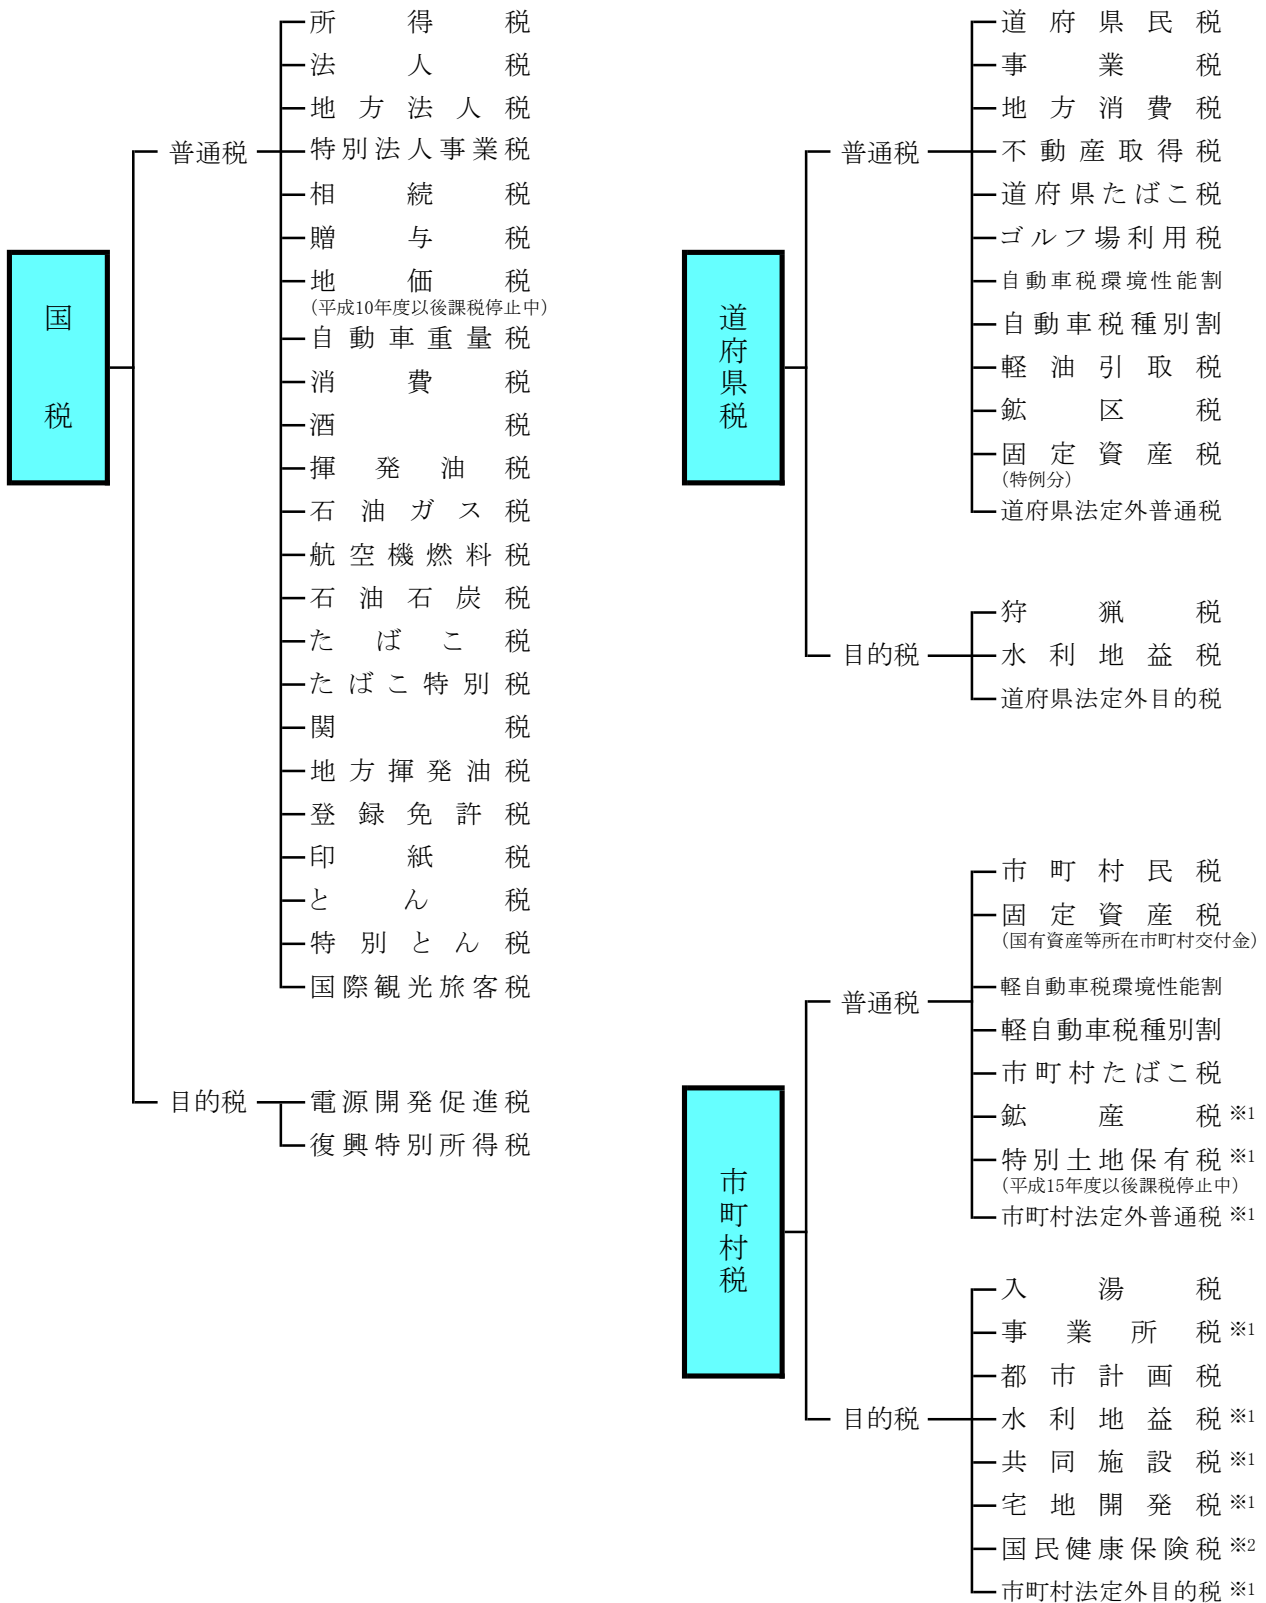 国税
普通税
所得税
法人税
地方法人税
特別法人事業税
相続税
贈与税
地価税
(平成10年度以後課税停止中)
自動車重量税
消費税
酒税
揮発油税
石油ガス税
航空機燃料税
石油石炭税
たばこ税
たばこ特別税
関税
地方揮発油税
登録免許税
印紙税
とん税
特別とん税
国際観光旅客税
目的税
電源開発促進税
復興特別所得税
道府県税
普通税
道府県民税
事業税
地方消費税
不動産取得税
道府県たばこ税
ゴルフ場利用税
自動車税環境性能割
自動車税種別割
軽油引取税
鉱区税
固定資産税
(特例分)
道府県法定外普通税
目的税
狩猟税
水利地益税
道府県法定外目的税
市町村税
普通税
市町村民税
固定資産税
(国有資産等所在市町村交付金)
軽自動車税環境性能割
軽自動車税種別割
市町村たばこ税
鉱産税 ※1
特別土地保有税 ※1
(平成15年度以後課税停止中)
市町村法定外普通税 ※1
目的税
入湯税
事業所税 ※1
都市計画税
水利地益税 ※1
共同施設税 ※1
宅地開発税 ※1
国民健康保険税 ※2
市町村法定外目的税 ※1